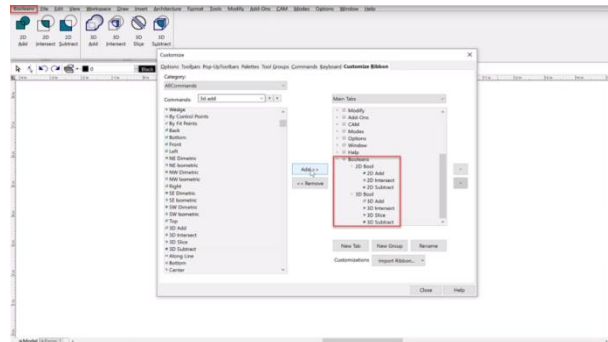 Booleans File Edit View Workspace Draw Insert Architecture Format Tools Modify Add-Ons CAM Modes Options Window Help
2D Add
2D Intersect
2D Subtract
3D Add
3D Intersect
3D Slice
3D Subtract
0
Black
Customize
Options Toolbars Pop-Up Toolbars Palettes Tool Groups Commands Keyboard Customize Ribbon
Category:
AllCommands
Commands: 3d add
Wedge
By Control Points
By Fit Points
Back
Bottom
Front
Left
NE Dimetric
NE Isometric
NW Dimetric
NW Isometric
Right
SE Dimetric
SE Isometric
SW Dimetric
SW Isometric
Top
3D Add
3D Intersect
3D Slice
3D Subtract
Along Line
Bottom
Center
Add >>
<< Remove
Main Tabs
Modify
Add-Ons
CAM
Modes
Options
Window
Help
Booleans
2D Bool
2D Add
2D Intersect
2D Subtract
3D Bool
3D Add
3D Intersect
3D Slice
3D Subtract
New Tab New Group Rename
Customizations Import Ribbon...
Close Help
Model